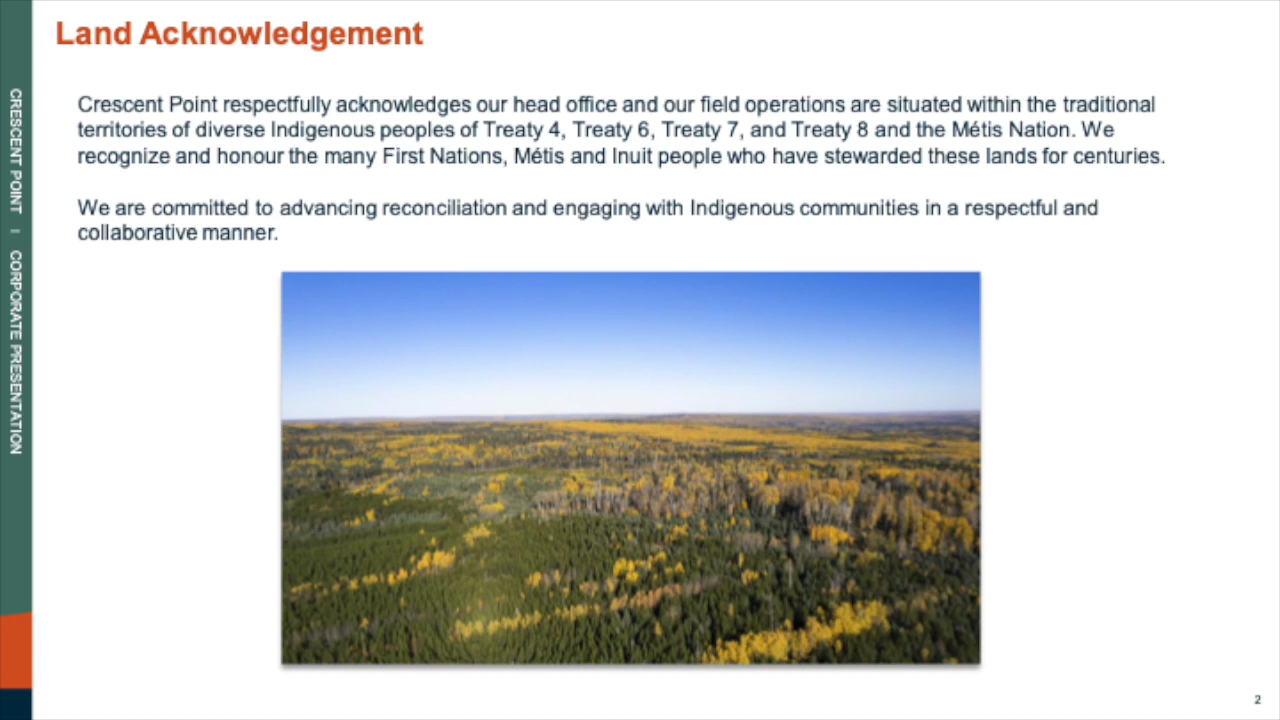 Land Acknowledgement
CRESCENT POINT I CORPORATE PRESENTATION
Crescent Point respectfully acknowledges our head office and our field operations are situated within the traditional
territories of diverse Indigenous peoples of Treaty 4, Treaty 6, Treaty 7, and Treaty 8 and the Métis Nation. We
recognize and honour the many First Nations, Métis and Inuit people who have stewarded these lands for centuries.
We are committed to advancing reconciliation and engaging with Indigenous communities in a respectful and
collaborative manner.
2